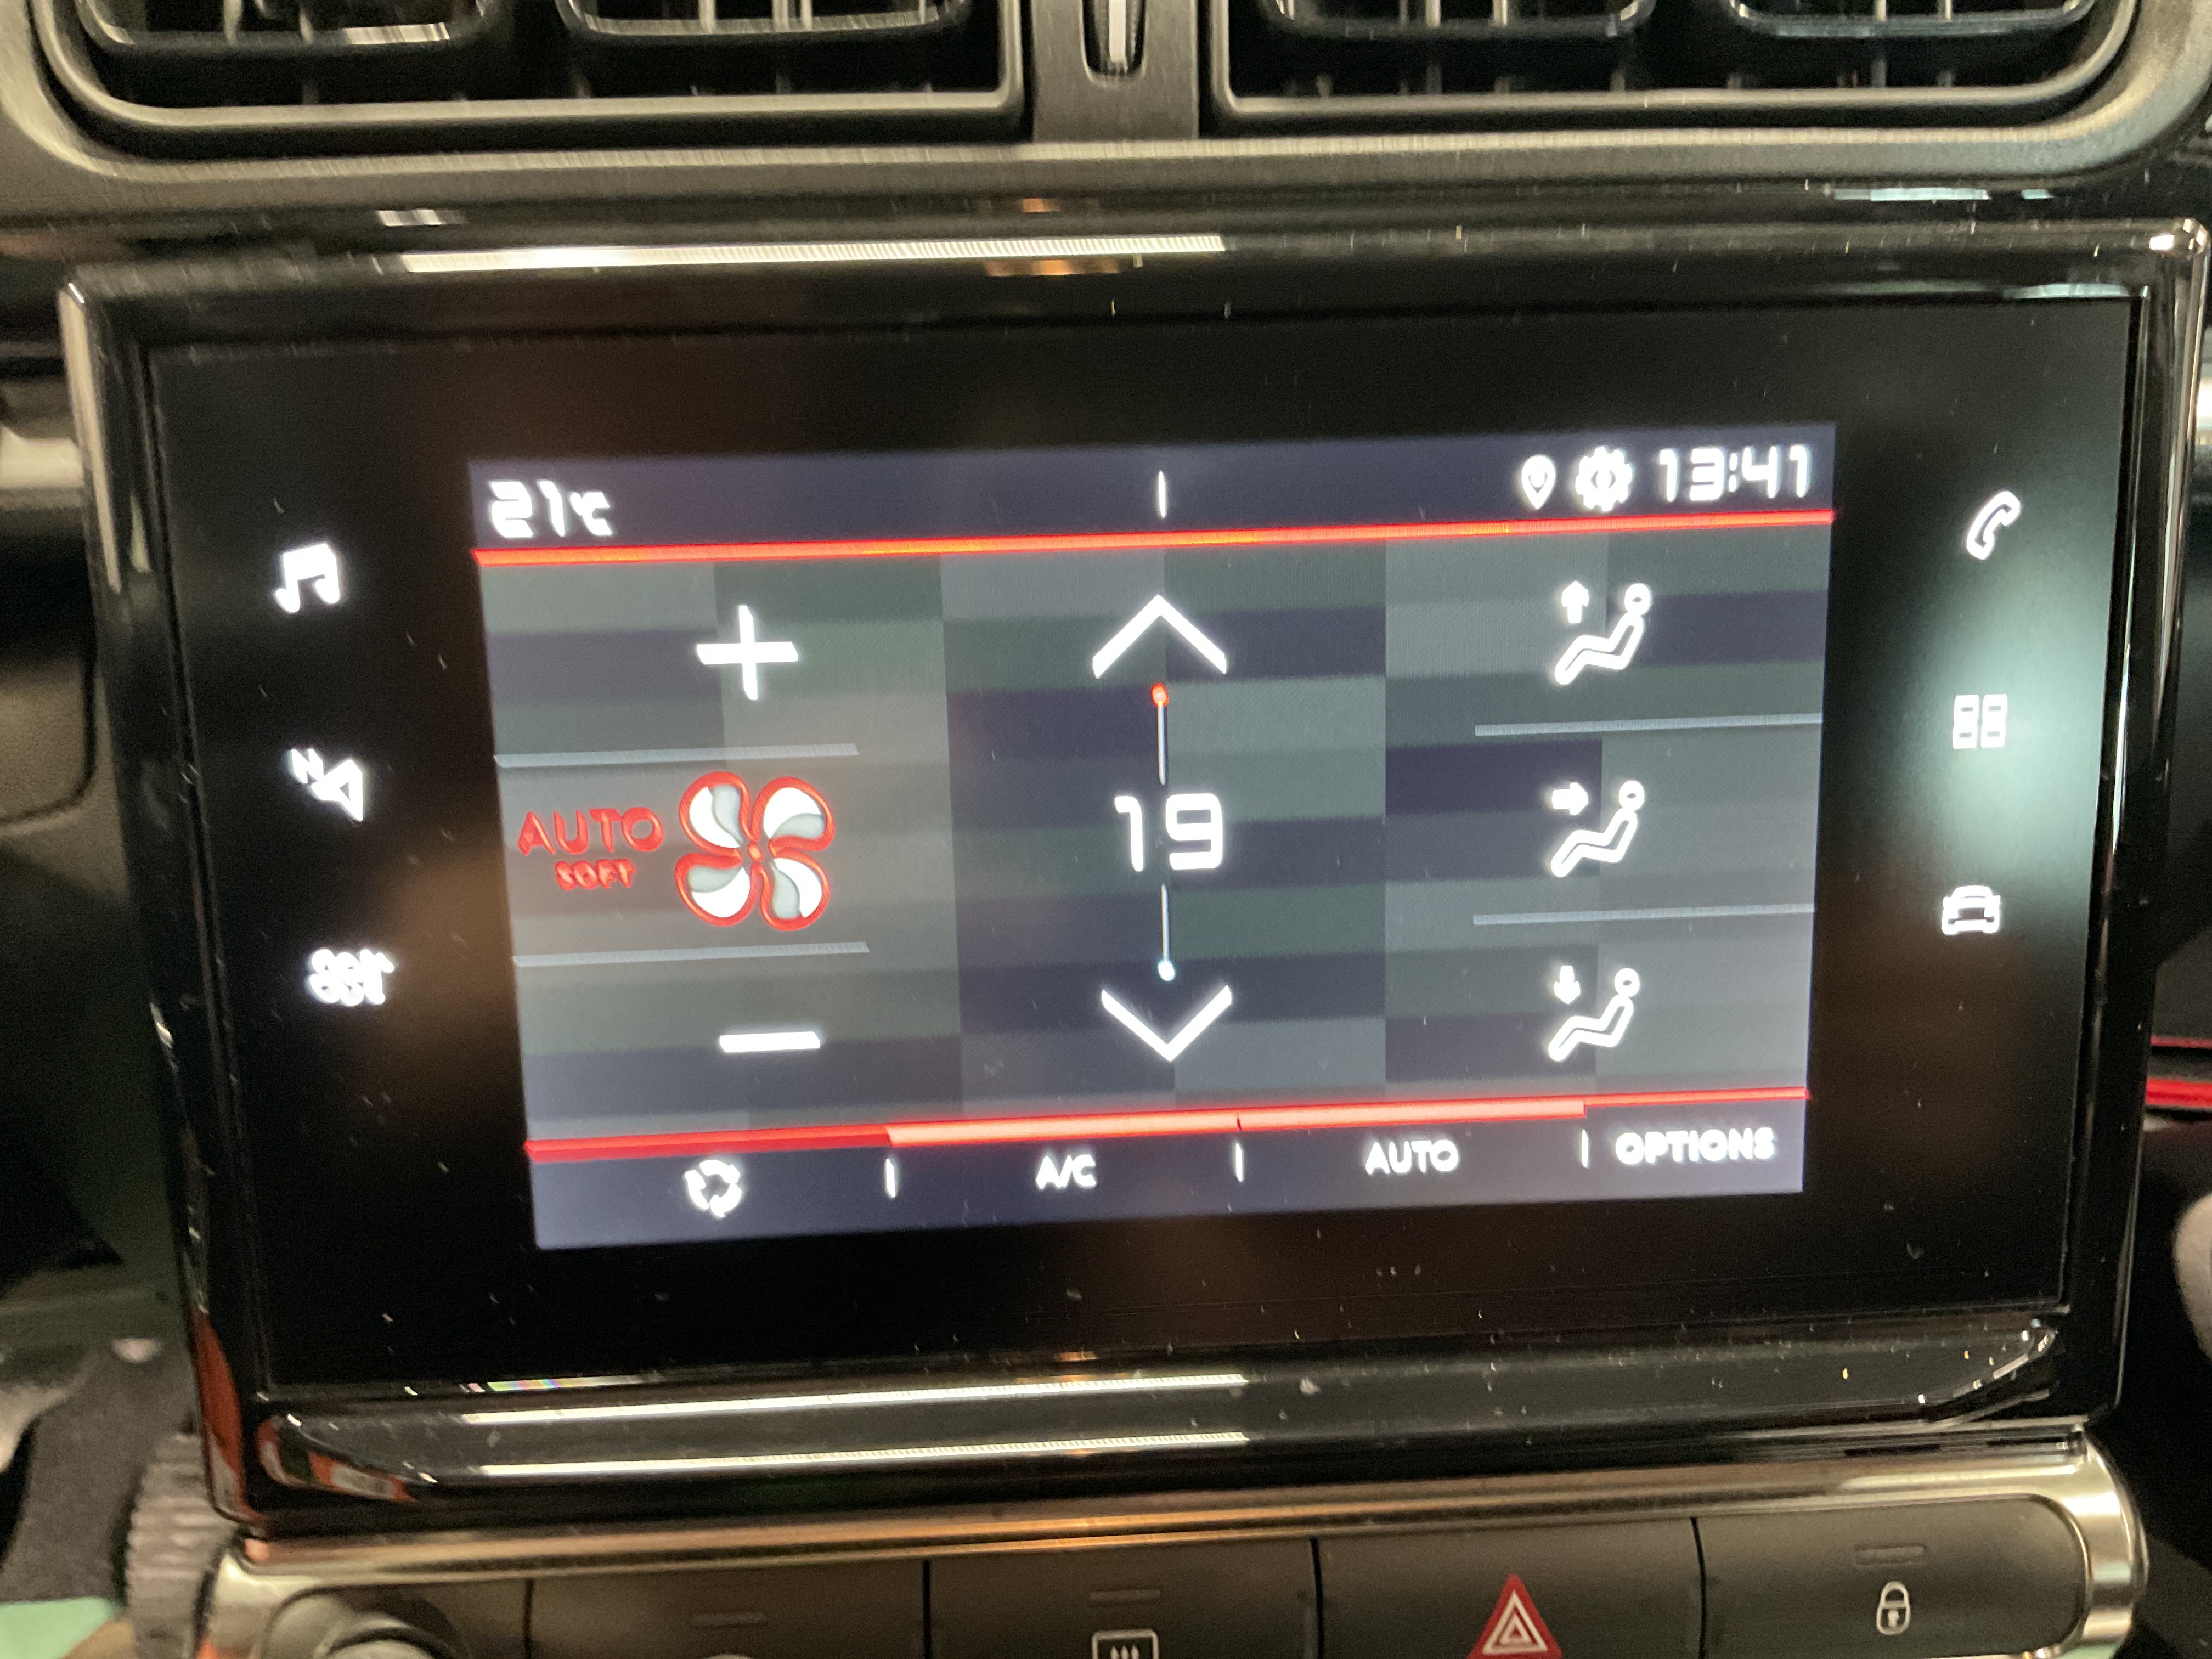 21°C
13:41
19
AUTO
SOFT
A/C
AUTO
OPTIONS
N